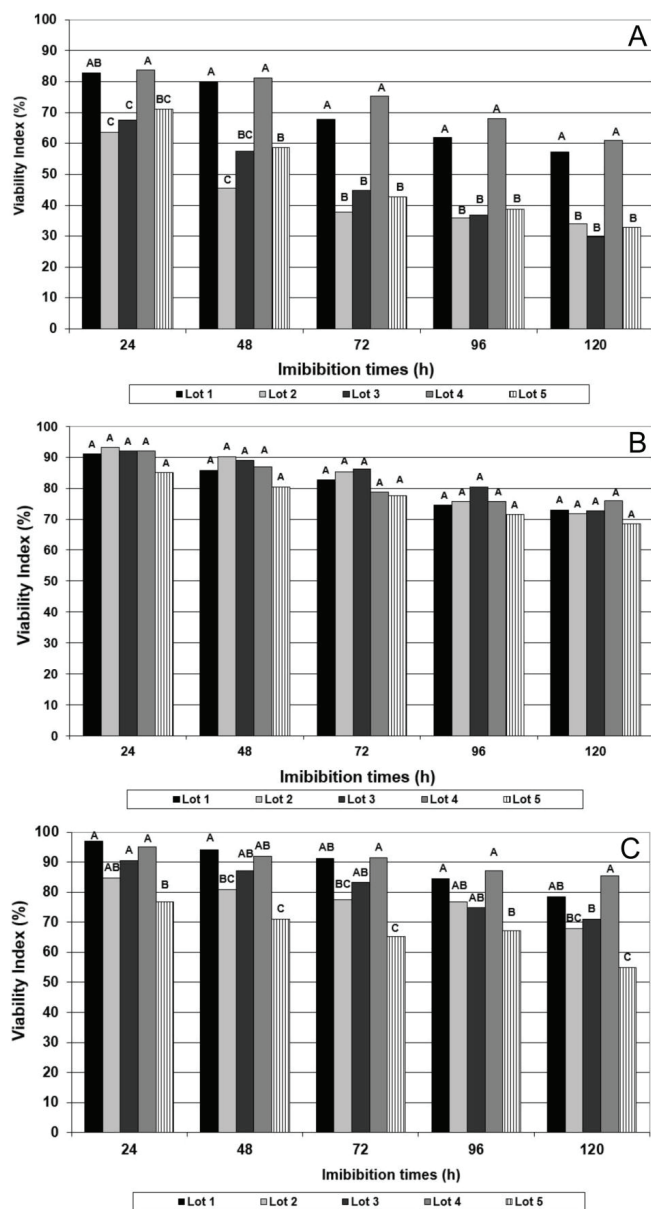 A
Viability Index (%)
100
90
80
70
60
50
40
30
20
10
0
AB C C A BC
A C BC A B
A B B A B
A B B A B
A B B A B
24 48 72 96 120
Imibibition times (h)
Lot 1 Lot 2 Lot 3 Lot 4 Lot 5
B
Viability Index (%)
100
90
80
70
60
50
40
30
20
10
0
A A A A A
A A A A A
A A A A A
A A A A A
A A A A A
24 48 72 96 120
Imibibition times (h)
Lot 1 Lot 2 Lot 3 Lot 4 Lot 5
C
Viability Index (%)
100
90
80
70
60
50
40
30
20
10
0
A AB A A B
A BC AB AB C
AB BC AB A C
A AB AB A B
AB BC B A C
24 48 72 96 120
Imibibition times (h)
Lot 1 Lot 2 Lot 3 Lot 4 Lot 5